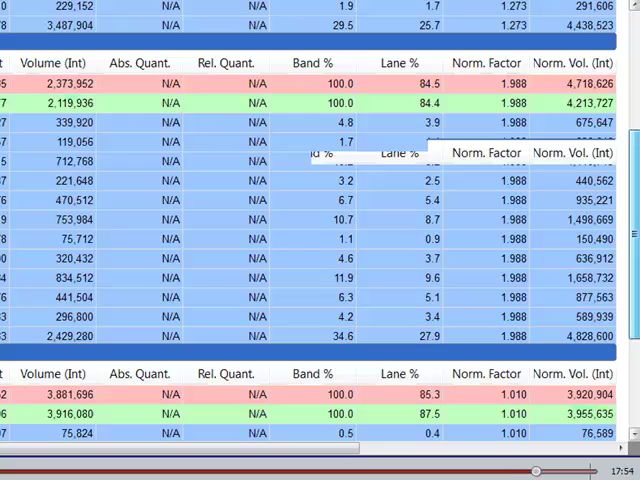 229,152 N/A N/A 1.9 1.7 1.273 291,606
3,487,904 N/A N/A 29.5 25.7 1.273 4,438,523
Volume (Int) Abs. Quant. Rel. Quant. Band % Lane % Norm. Factor Norm. Vol. (Int)
2,373,952 N/A N/A 100.0 84.5 1.988 4,718,626
2,119,936 N/A N/A 100.0 84.4 1.988 4,213,727
339,920 N/A N/A 4.8 3.9 1.988 675,647
119,056 N/A N/A 1.7
Lane % Norm. Factor Norm. Vol. (Int)
712,768 N/A N/A
221,648 N/A N/A 3.2 2.5 1.988 440,562
470,512 N/A N/A 6.7 5.4 1.988 935,221
753,984 N/A N/A 10.7 8.7 1.988 1,498,669
75,712 N/A N/A 1.1 0.9 1.988 150,490
320,432 N/A N/A 4.6 3.7 1.988 636,912
834,512 N/A N/A 11.9 9.6 1.988 1,658,732
441,504 N/A N/A 6.3 5.1 1.988 877,563
296,800 N/A N/A 4.2 3.4 1.988 589,939
2,429,280 N/A N/A 34.6 27.9 1.988 4,828,600
Volume (Int) Abs. Quant. Rel. Quant. Band % Lane % Norm. Factor Norm. Vol. (Int)
3,881,696 N/A N/A 100.0 85.3 1.010 3,920,904
3,916,080 N/A N/A 100.0 87.5 1.010 3,955,635
75,824 N/A N/A 0.5 0.4 1.010 76,589
17:54